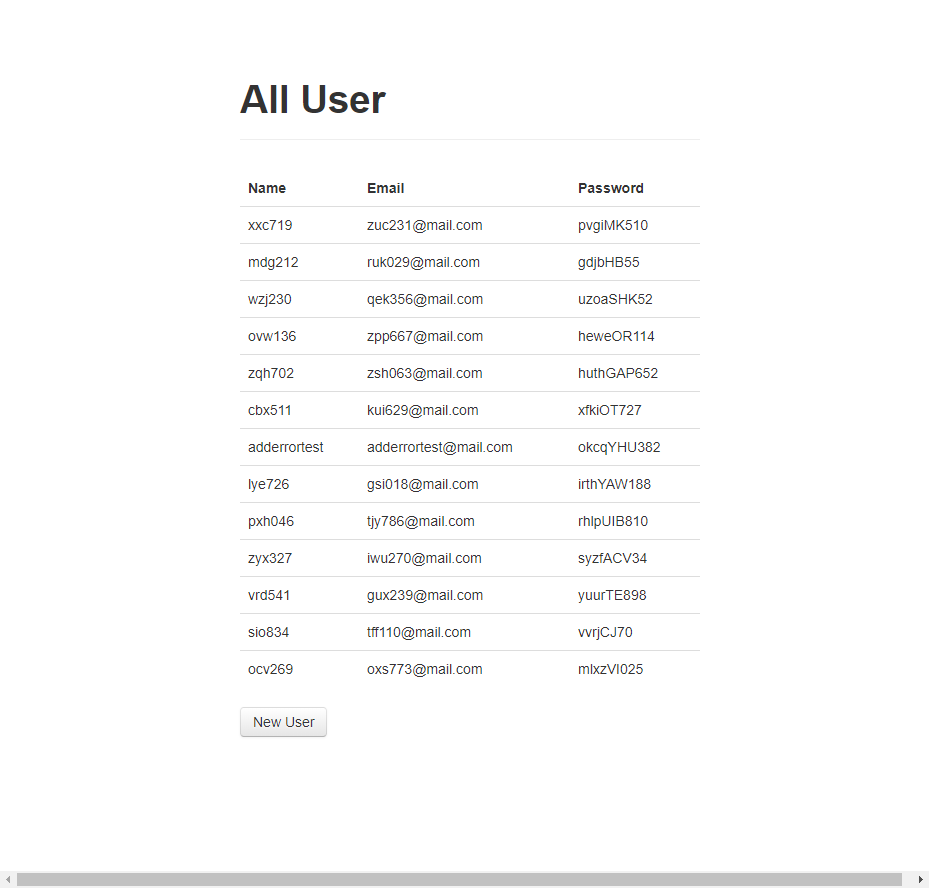 All User
Name Email Password
xxc719 zuc231@mail.com pvgiMK510
mdg212 ruk029@mail.com gdjbHB55
wzj230 qek356@mail.com uzoaSHK52
ovw136 zpp667@mail.com heweOR114
zqh702 zsh063@mail.com huthGAP652
cbx511 kui629@mail.com xfkiOT727
adderrortest adderrortest@mail.com okcqYHU382
lye726 gsi018@mail.com irthYAW188
pxh046 tjy786@mail.com rhlpUIB810
zyx327 iwu270@mail.com syzfACV34
vrd541 gux239@mail.com yuurTE898
sio834 tff110@mail.com vvrjCJ70
ocv269 oxs773@mail.com mlxzVI025
New User